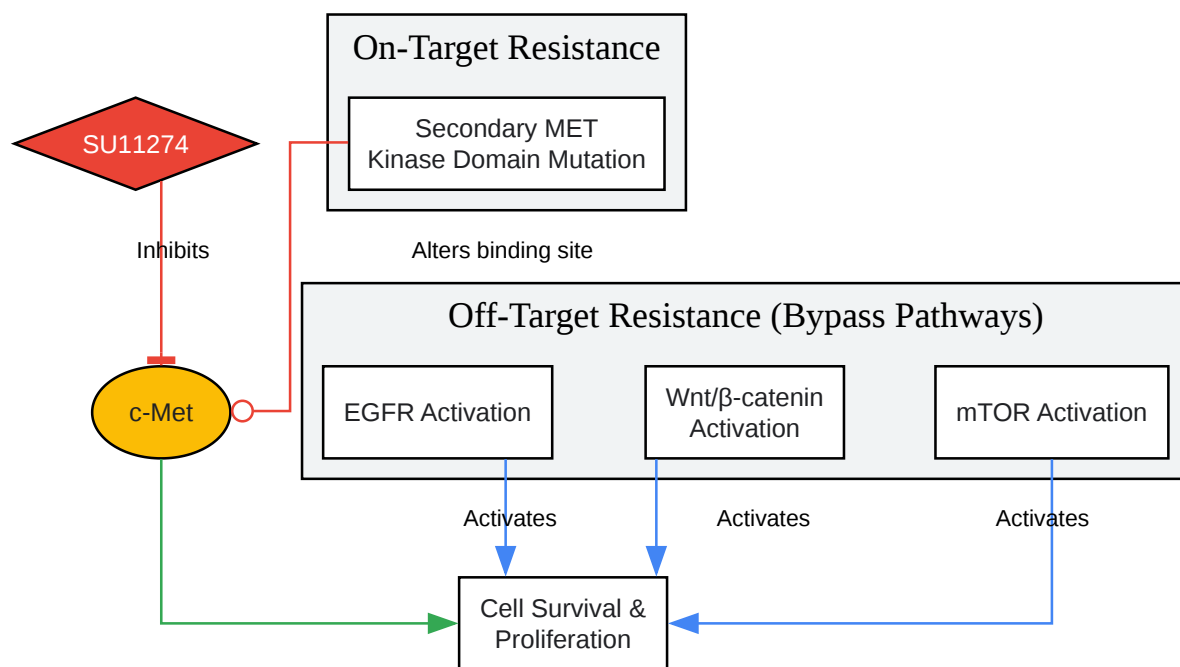 On-Target Resistance
SU11274
Secondary MET
Kinase Domain Mutation
Inhibits
Alters binding site
Off-Target Resistance (Bypass Pathways)
c-Met
EGFR Activation
Wnt/β-catenin
Activation
mTOR Activation
Activates
Activates
Activates
Cell Survival &
Proliferation